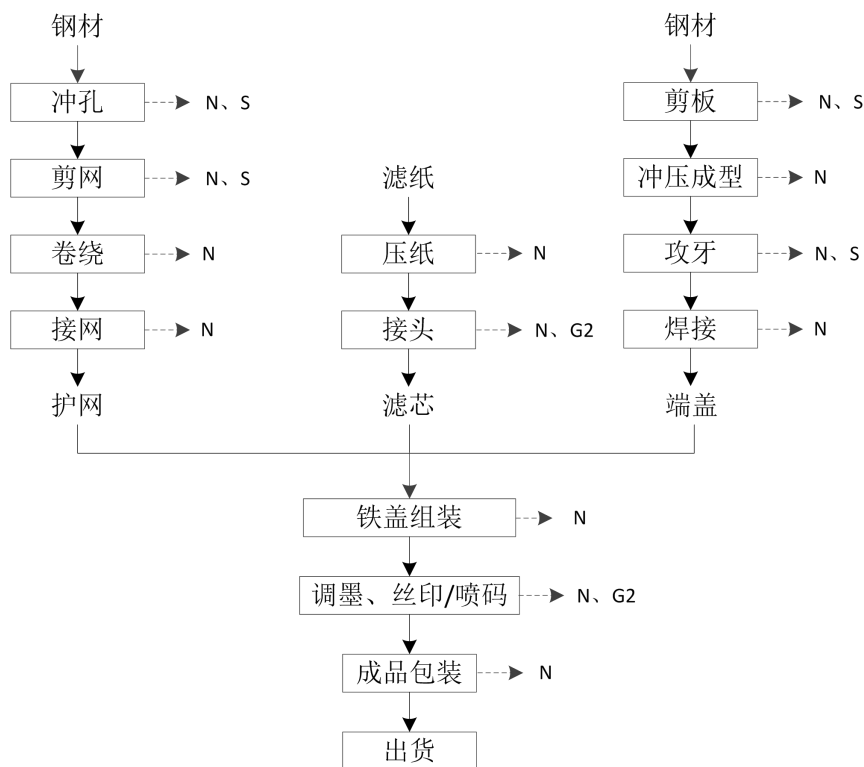 钢材
冲孔
N、S
剪网
N、S
卷绕
N
接网
N
护网
滤纸
压纸
N
接头
N、G2
滤芯
钢材
剪板
N、S
冲压成型
N
攻牙
N、S
焊接
N
端盖
铁盖组装
N
调墨、丝印/喷码
N、G2
成品包装
N
出货